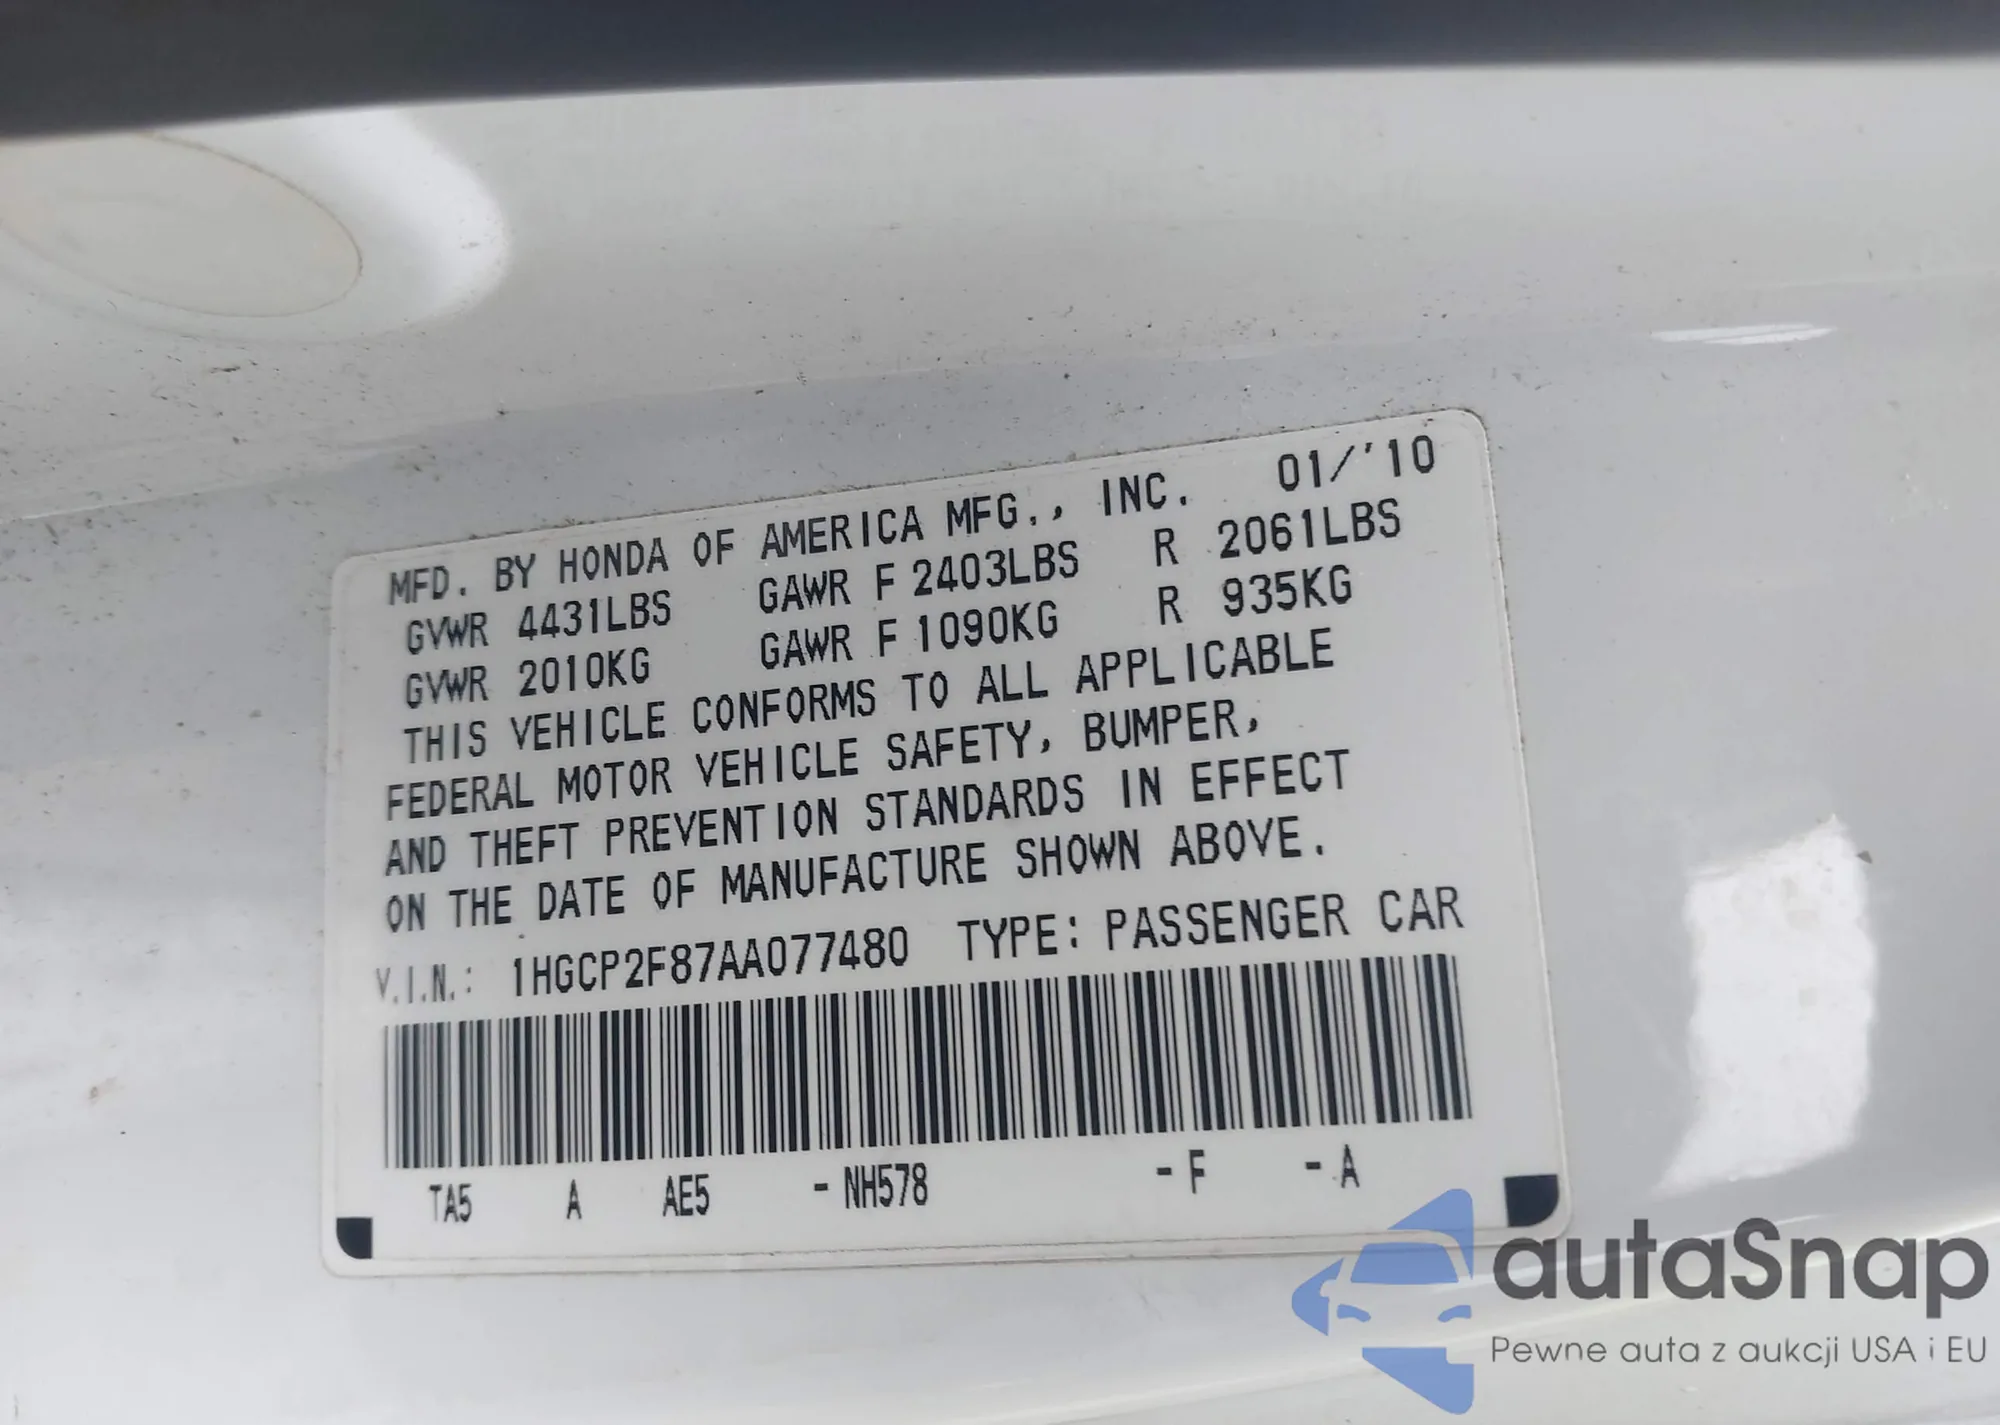 MFD. BY HONDA OF AMERICA MFG., INC. 01/'10
GVWR 4431LBS GAWR F 2403LBS R 2061LBS
GVWR 2010KG GAWR F 1090KG R 935KG
THIS VEHICLE CONFORMS TO ALL APPLICABLE
FEDERAL MOTOR VEHICLE SAFETY, BUMPER,
AND THEFT PREVENTION STANDARDS IN EFFECT
ON THE DATE OF MANUFACTURE SHOWN ABOVE.
V.I.N.: 1HGCP2F87AA077480 TYPE: PASSENGER CAR
TA5 A AE5 -NH578 -F -A
autaSnap
Pewne auta z aukcji USA i EU